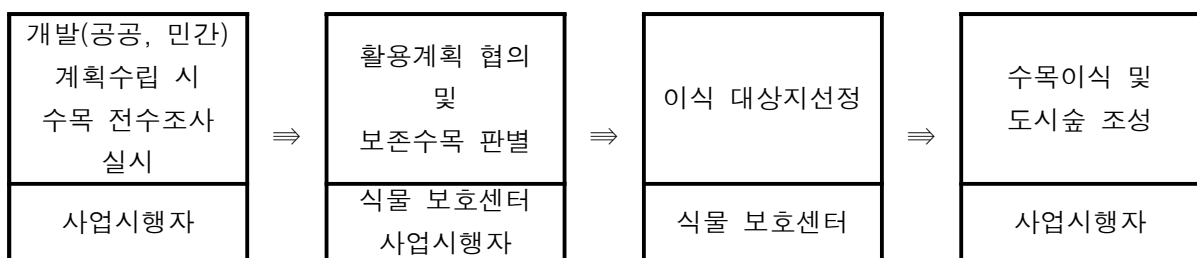 개발(공공, 민간)
계획수립 시
수목 전수조사
실시
사업시행자
⇛
활용계획 협의
및
보존수목 판별
식물 보호센터
사업시행자
⇛
이식 대상지선정
식물 보호센터
⇛
수목이식 및
도시숲 조성
사업시행자